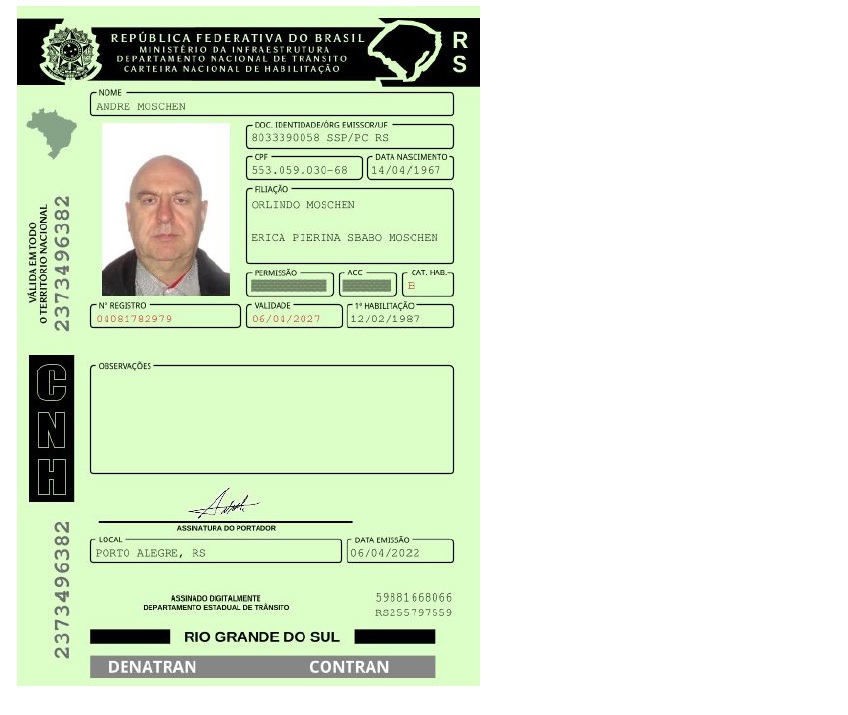 REPÚBLICA FEDERATIVA DO BRASIL
MINISTÉRIO DA INFRAESTRUTURA
DEPARTAMENTO NACIONAL DE TRÂNSITO
CARTEIRA NACIONAL DE HABILITAÇÃO
R
S
NOME
ANDRE MOSCHEN
DOC. IDENTIDADE/ÓRG EMISSOR/UF
8033390058 SSP/PC RS
CPF
DATA NASCIMENTO
553.059.030-68
14/04/1967
FILIAÇÃO
ORLINDO MOSCHEN
ERICA PIERINA SBABO MOSCHEN
PERMISSÃO
ACC
CAT. HAB.
B
Nº REGISTRO
VALIDADE
1ª HABILITAÇÃO
04081782979
06/04/2027
12/02/1987
VÁLIDA EM TODO
O TERRITÓRIO NACIONAL
2373496382
CNH
OBSERVAÇÕES
ASSINATURA DO PORTADOR
LOCAL
DATA EMISSÃO
PORTO ALEGRE, RS
06/04/2022
2373496382
ASSINADO DIGITALMENTE
DEPARTAMENTO ESTADUAL DE TRÂNSITO
59881668066
RS255797559
RIO GRANDE DO SUL
DENATRAN
CONTRAN